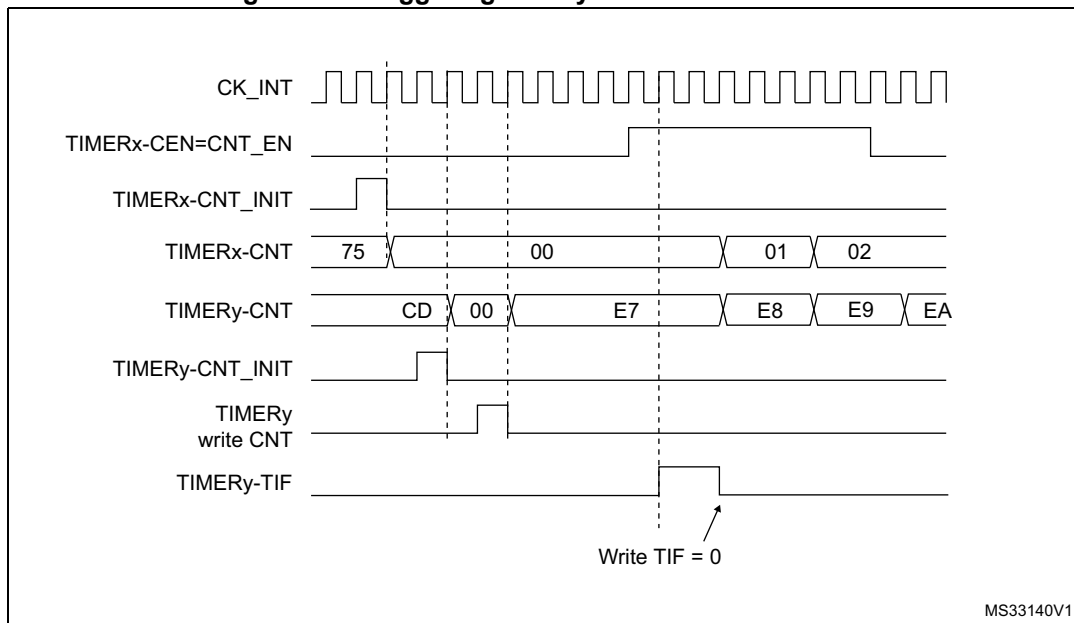 CK_INT
TIMERx-CEN=CNT_EN
TIMERx-CNT_INIT
TIMERx-CNT 75 00 01 02
TIMERy-CNT CD 00 E7 E8 E9 EA
TIMERy-CNT_INIT
TIMERy
write CNT
TIMERy-TIF
Write TIF = 0
MS33140V1